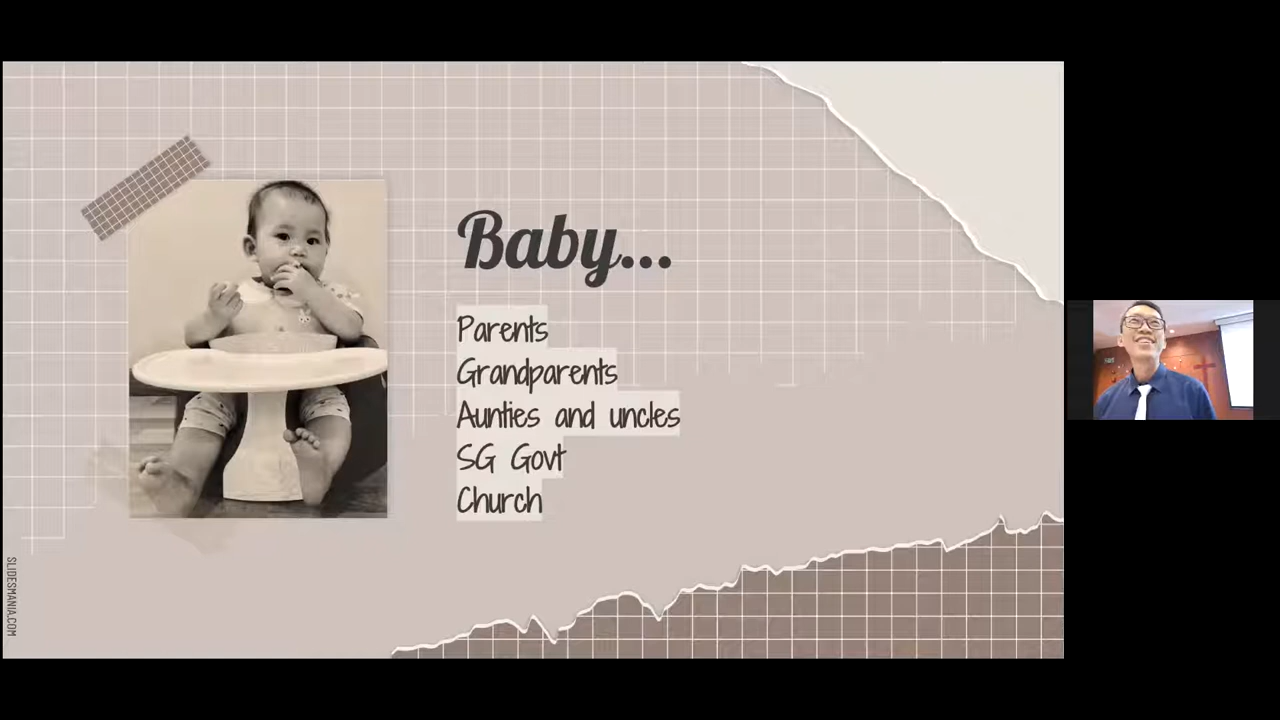 Baby...
Parents
Grandparents
Aunties and uncles
SG Govt
Church
SLIDESMANIA.COM